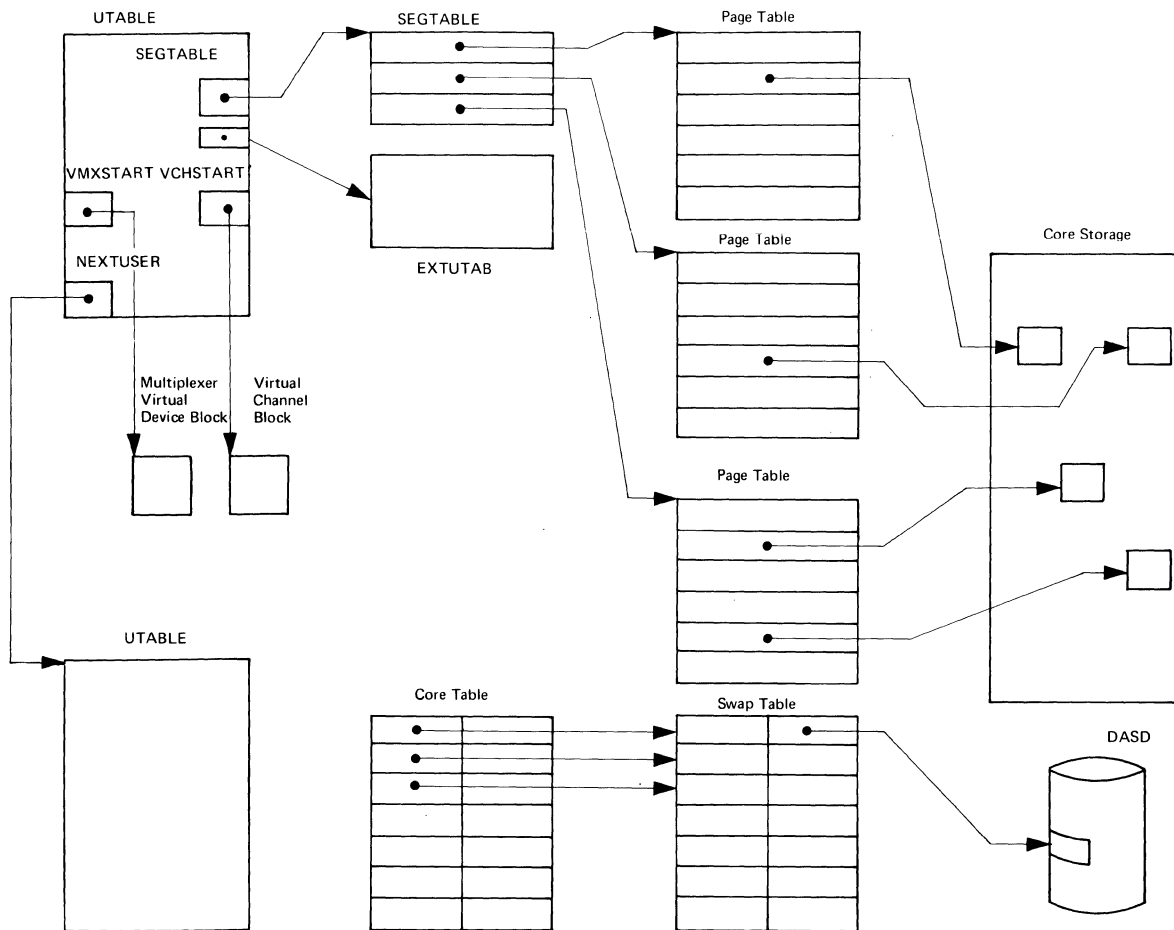 UTABLE
SEGTABLE
Page Table
SEGTABLE
VMXSTART VCHSTART
NEXTUSER
EXTUTAB
Page Table
Core Storage
Multiplexer
Virtual
Device Block
Virtual
Channel
Block
Page Table
UTABLE
Core Table
Swap Table
DASD